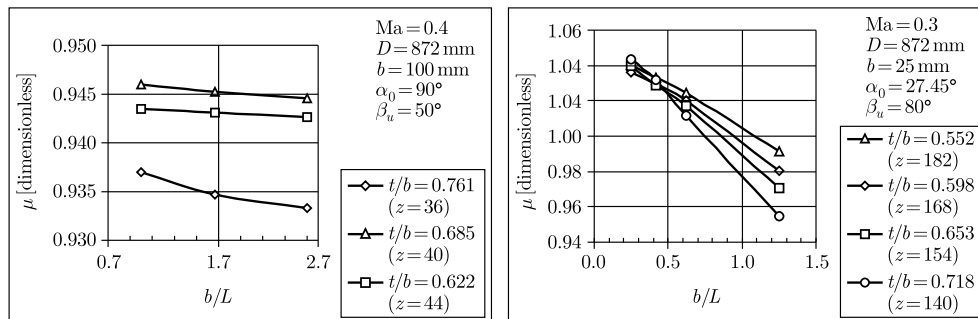 0.950
0.945
0.940
0.935
0.930
μ [dimensionless]
0.7
1.7
2.7
b/L
Ma = 0.4
D = 872 mm
b = 100 mm
α₀ = 90°
βᵤ = 50°
t/b = 0.761
(z = 36)
t/b = 0.685
(z = 40)
t/b = 0.622
(z = 44)
1.06
1.04
1.02
1.00
0.98
0.96
0.94
μ [dimensionless]
0.0
0.5
1.0
1.5
b/L
Ma = 0.3
D = 872 mm
b = 25 mm
α₀ = 27.45°
βᵤ = 80°
t/b = 0.552
(z = 182)
t/b = 0.598
(z = 168)
t/b = 0.653
(z = 154)
t/b = 0.718
(z = 140)